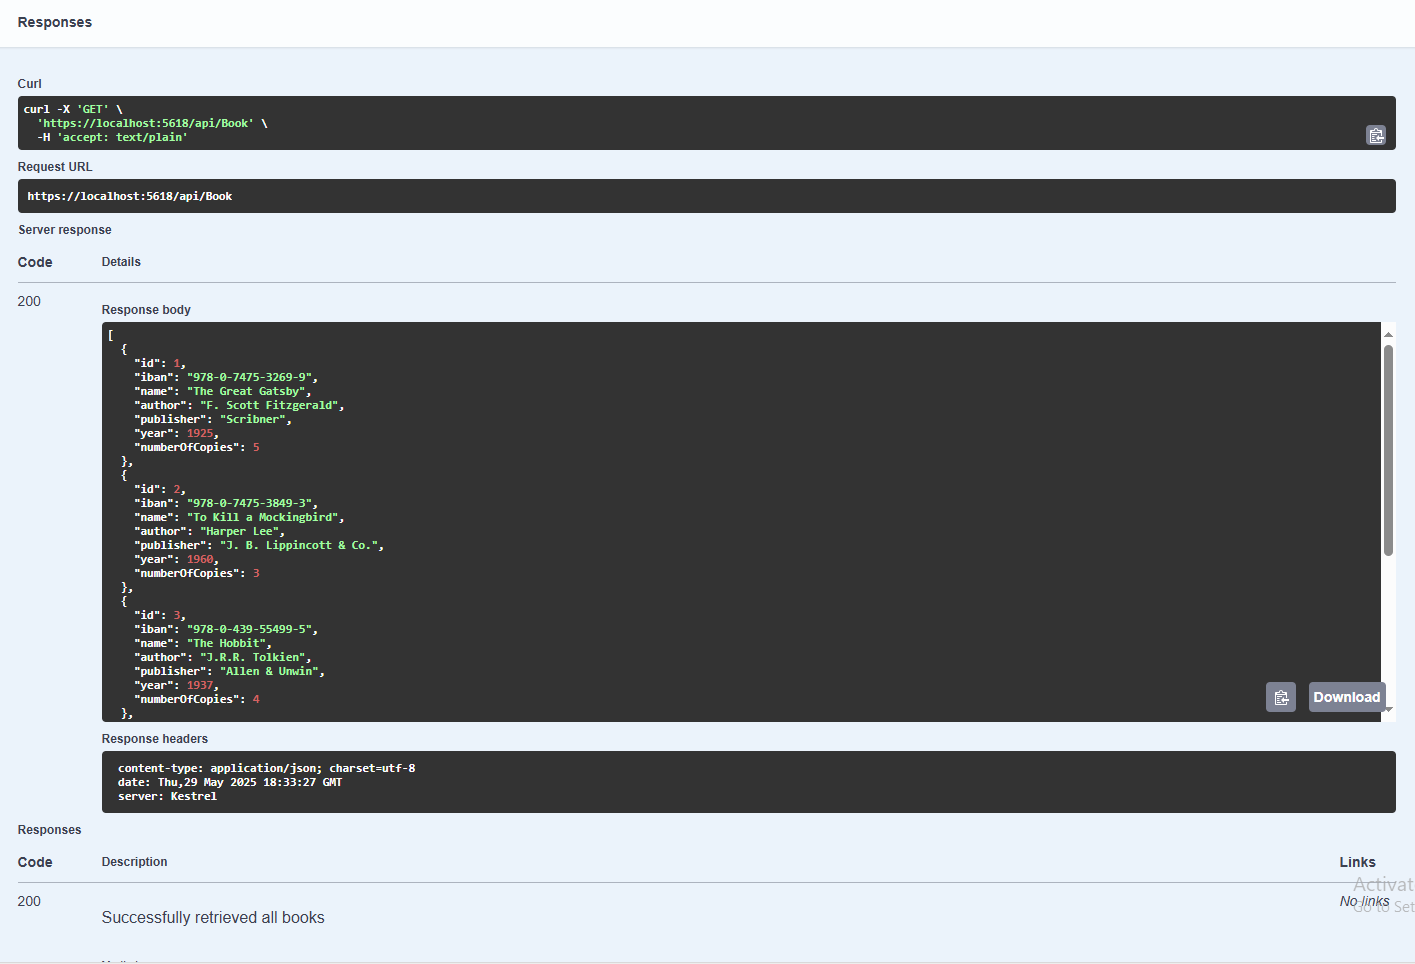 Responses
Curl
curl -X 'GET' \
  'https://localhost:5618/api/Book' \
  -H 'accept: text/plain'
Request URL
https://localhost:5618/api/Book
Server response
Code Details
200
Response body
[
  {
    "id": 1,
    "iban": "978-0-7475-3269-9",
    "name": "The Great Gatsby",
    "author": "F. Scott Fitzgerald",
    "publisher": "Scribner",
    "year": 1925,
    "numberOfCopies": 5
  },
  {
    "id": 2,
    "iban": "978-0-7475-3849-3",
    "name": "To Kill a Mockingbird",
    "author": "Harper Lee",
    "publisher": "J. B. Lippincott & Co.",
    "year": 1960,
    "numberOfCopies": 3
  },
  {
    "id": 3,
    "iban": "978-0-439-55499-5",
    "name": "The Hobbit",
    "author": "J.R.R. Tolkien",
    "publisher": "Allen & Unwin",
    "year": 1937,
    "numberOfCopies": 4
  },
Download
Response headers
content-type: application/json; charset=utf-8
date: Thu,29 May 2025 18:33:27 GMT
server: Kestrel
Responses
Code Description Links
Activat
200 No links
Go to Set
Successfully retrieved all books